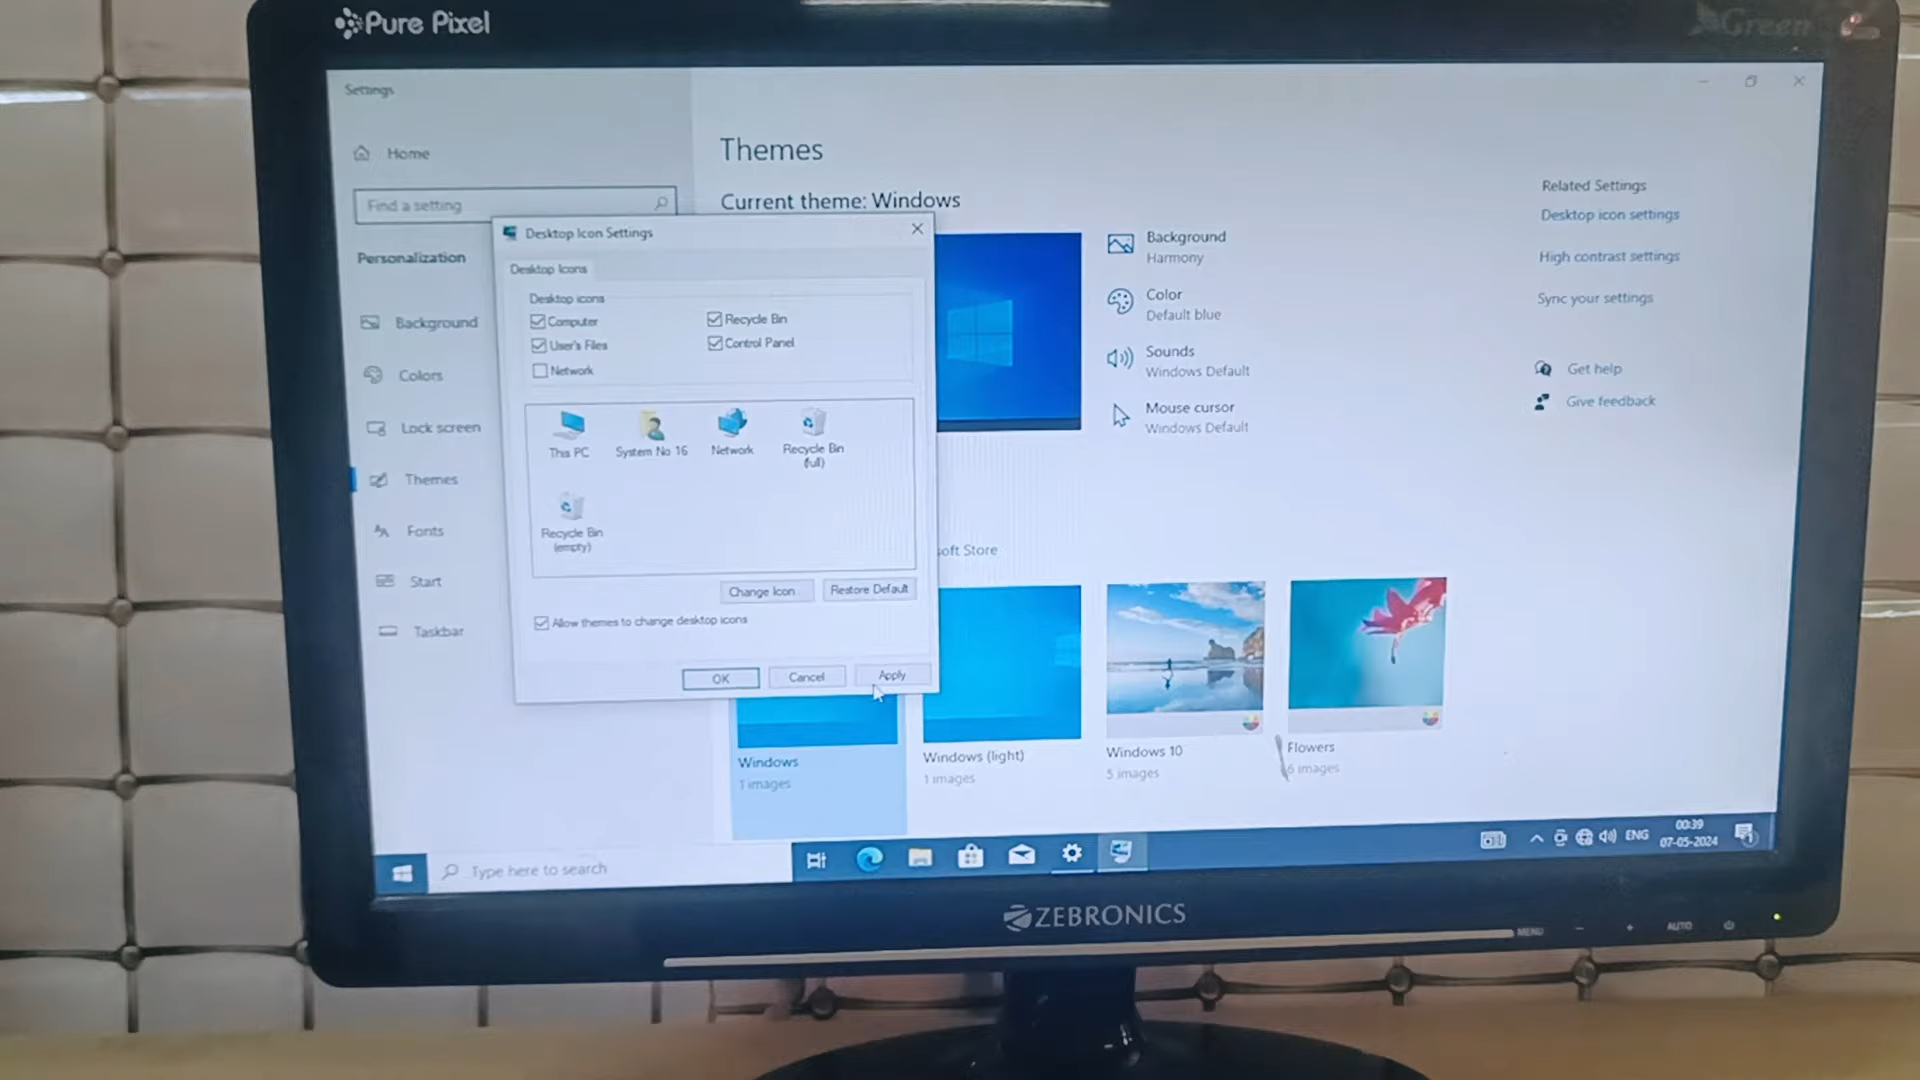 Pure Pixel
Green
Settings
Home
Find a setting
Personalization
Background
Colors
Lock screen
Themes
Fonts
Start
Taskbar
Themes
Current theme: Windows
Background
Harmony
Color
Default blue
Sounds
Windows Default
Mouse cursor
Windows Default
Related Settings
Desktop icon settings
High contrast settings
Sync your settings
Get help
Give feedback
Desktop Icon Settings
Desktop Icons
Desktop icons
Computer
Recycle Bin
User's Files
Control Panel
Network
This PC
System No 16
Network
Recycle Bin
(full)
Recycle Bin
(empty)
Change Icon...
Restore Default
Allow themes to change desktop icons
OK
Cancel
Apply
soft Store
Windows
1 images
Windows (light)
1 images
Windows 10
5 images
Flowers
6 images
Type here to search
ENG
00:39
07-05-2024
ZEBRONICS
MENU
-
+
AUTO